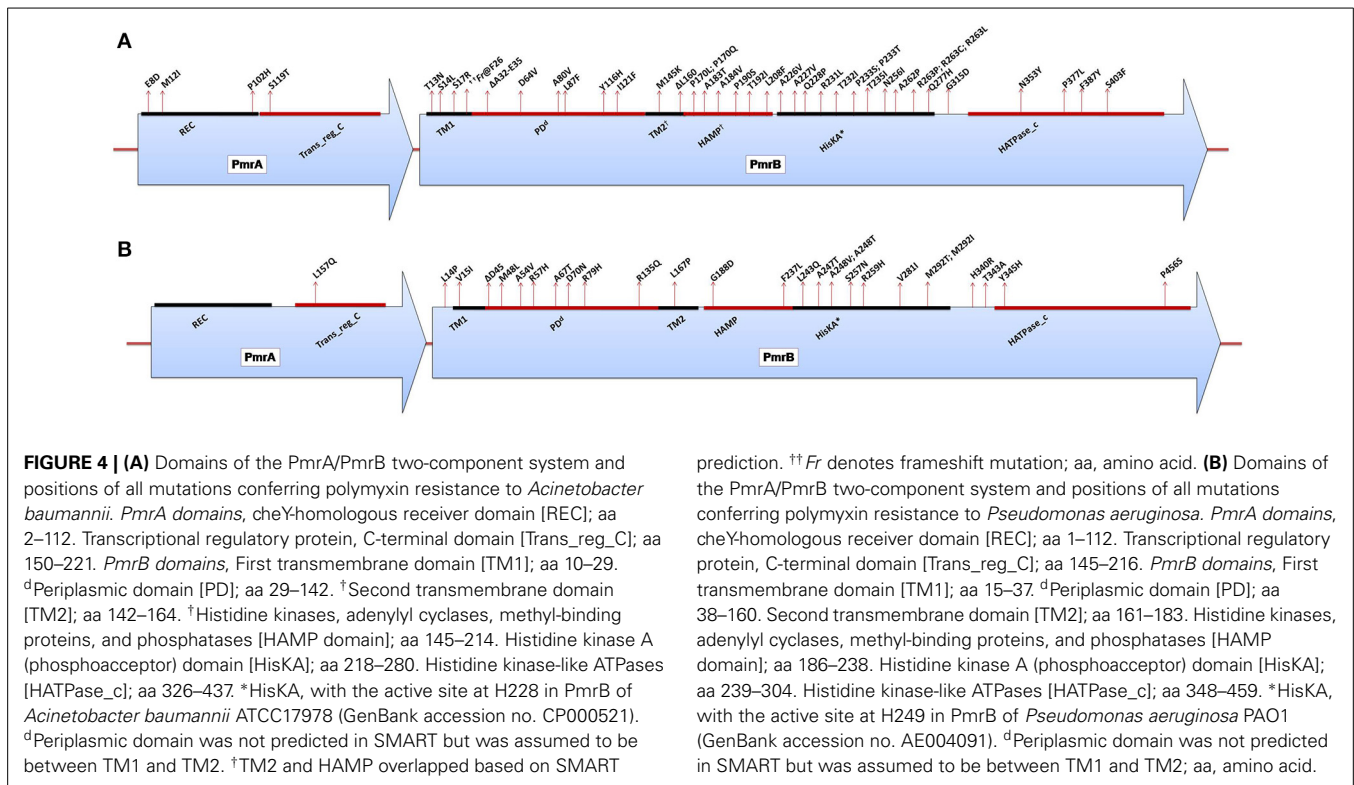 A
E8D
M12I
P102H
S119T
T13N
S14L
S17R
††Fr@F26
ΔA32-E35
D64V
A80V
L87F
Y116H
I121F
M145K
ΔL160
P170L; P170Q
A183T
A184V
P190S
T192I
L208F
A226V
A227V
Q228P
R231L
T232I
P233S; P233T
T235I
N256I
A262P
R263P; R263C; R263L
Q277H
G315D
N353Y
P377L
F387Y
S403F
REC
Trans_reg_C
TM1
PDᵈ
TM2†
HAMP†
HisKA*
HATPase_c
PmrA
PmrB
B
L157Q
L14P
V15I
ΔD45
M48L
A54V
R57H
A67T
D70N
R79H
R135Q
L167P
G188D
F237L
L243Q
A247T
A248V; A248T
S257N
R259H
V281I
M292T; M292I
H340R
T343A
Y345H
P456S
REC
Trans_reg_C
TM1
PDᵈ
TM2
HAMP
HisKA*
HATPase_c
PmrA
PmrB
FIGURE 4 | (A) Domains of the PmrA/PmrB two-component system and
positions of all mutations conferring polymyxin resistance to Acinetobacter
baumannii. PmrA domains, cheY-homologous receiver domain [REC]; aa
2–112. Transcriptional regulatory protein, C-terminal domain [Trans_reg_C]; aa
150–221. PmrB domains, First transmembrane domain [TM1]; aa 10–29.
ᵈPeriplasmic domain [PD]; aa 29–142. †Second transmembrane domain
[TM2]; aa 142–164. †Histidine kinases, adenylyl cyclases, methyl-binding
proteins, and phosphatases [HAMP domain]; aa 145–214. Histidine kinase A
(phosphoacceptor) domain [HisKA]; aa 218–280. Histidine kinase-like ATPases
[HATPase_c]; aa 326–437. *HisKA, with the active site at H228 in PmrB of
Acinetobacter baumannii ATCC17978 (GenBank accession no. CP000521).
ᵈPeriplasmic domain was not predicted in SMART but was assumed to be
between TM1 and TM2. †TM2 and HAMP overlapped based on SMART
prediction. ††Fr denotes frameshift mutation; aa, amino acid. (B) Domains of
the PmrA/PmrB two-component system and positions of all mutations
conferring polymyxin resistance to Pseudomonas aeruginosa. PmrA domains,
cheY-homologous receiver domain [REC]; aa 1–112. Transcriptional regulatory
protein, C-terminal domain [Trans_reg_C]; aa 145–216. PmrB domains, First
transmembrane domain [TM1]; aa 15–37. ᵈPeriplasmic domain [PD]; aa
38–160. Second transmembrane domain [TM2]; aa 161–183. Histidine kinases,
adenylyl cyclases, methyl-binding proteins, and phosphatases [HAMP
domain]; aa 186–238. Histidine kinase A (phosphoacceptor) domain [HisKA];
aa 239–304. Histidine kinase-like ATPases [HATPase_c]; aa 348–459. *HisKA,
with the active site at H249 in PmrB of Pseudomonas aeruginosa PAO1
(GenBank accession no. AE004091). ᵈPeriplasmic domain was not predicted
in SMART but was assumed to be between TM1 and TM2; aa, amino acid.